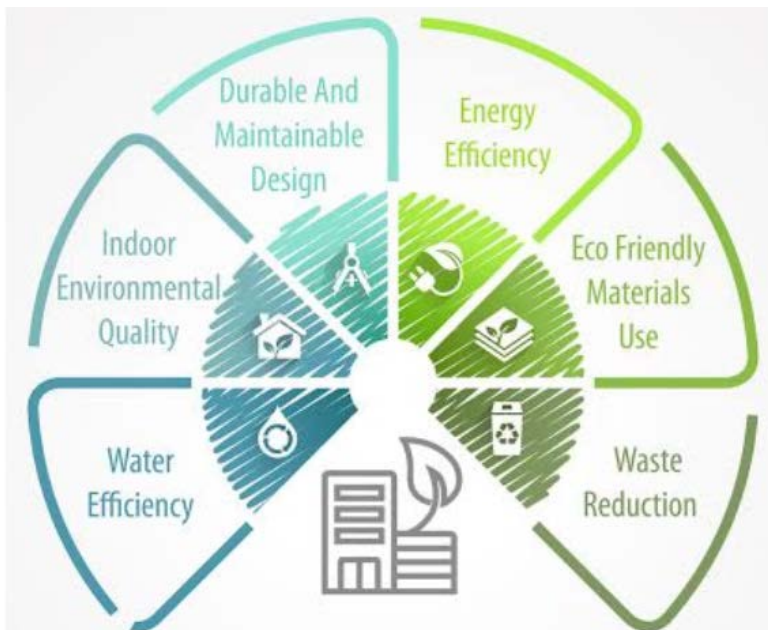 Durable And
Maintainable
Design
Energy
Efficiency
Indoor
Environmental
Quality
Eco Friendly
Materials
Use
Water
Efficiency
Waste
Reduction